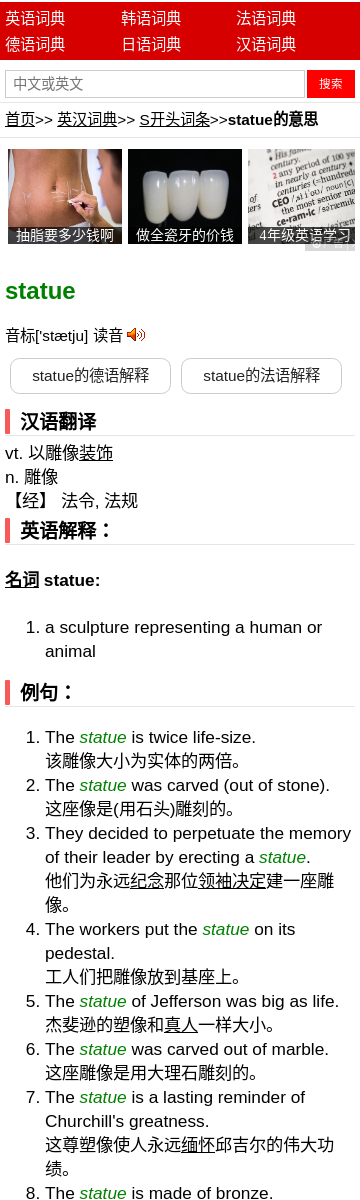 英语词典 韩语词典 法语词典
德语词典 日语词典 汉语词典
中文或英文 搜索
首页>> 英汉词典>> S开头词条>>statue的意思
抽脂要多少钱啊 做全瓷牙的价钱 4年级英语学习
statue
音标['stætju] 读音
statue的德语解释 statue的法语解释
汉语翻译
vt. 以雕像装饰
n. 雕像
【经】 法令, 法规
英语解释：
名词 statue:
1. a sculpture representing a human or
animal
例句：
1. The statue is twice life-size.
该雕像大小为实体的两倍。
2. The statue was carved (out of stone).
这座像是(用石头)雕刻的。
3. They decided to perpetuate the memory
of their leader by erecting a statue.
他们为永远纪念那位领袖决定建一座雕
像。
4. The workers put the statue on its
pedestal.
工人们把雕像放到基座上。
5. The statue of Jefferson was big as life.
杰斐逊的塑像和真人一样大小。
6. The statue was carved out of marble.
这座雕像是用大理石雕刻的。
7. The statue is a lasting reminder of
Churchill's greatness.
这尊塑像使人永远缅怀邱吉尔的伟大功
绩。
8. The statue is made of bronze.